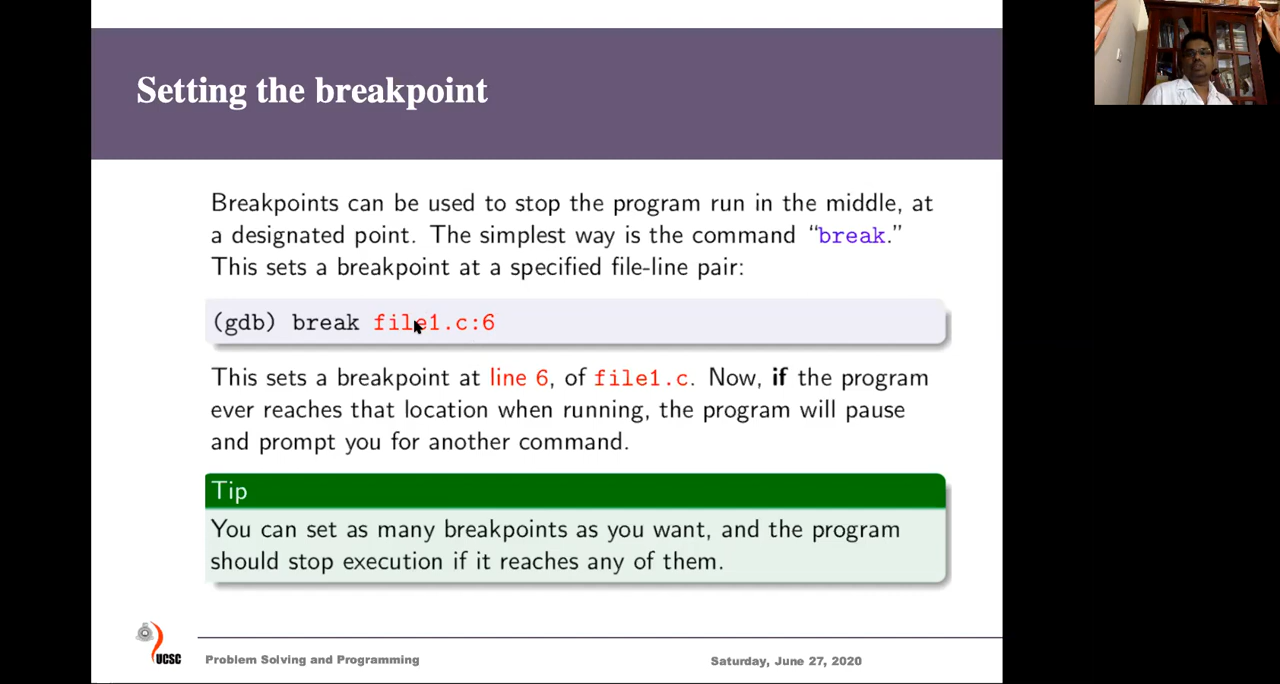 Setting the breakpoint
Breakpoints can be used to stop the program run in the middle, at
a designated point. The simplest way is the command “break.”
This sets a breakpoint at a specified file-line pair:
(gdb) break file1.c:6
This sets a breakpoint at line 6, of file1.c. Now, if the program
ever reaches that location when running, the program will pause
and prompt you for another command.
Tip
You can set as many breakpoints as you want, and the program
should stop execution if it reaches any of them.
UCSC
Problem Solving and Programming
Saturday, June 27, 2020